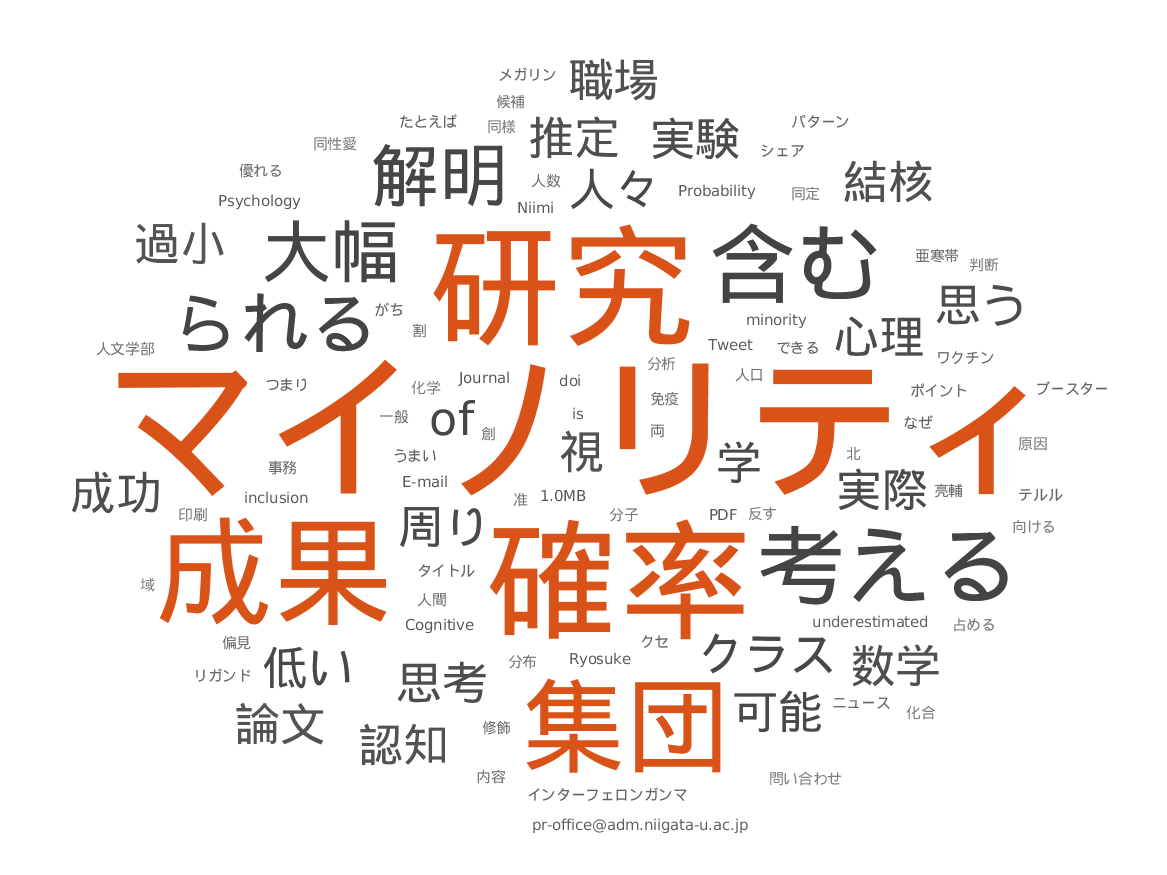 メガリン
職場
候補
たとえば
同様
推定
実験
パターン
同性愛
解明
シェア
優れる
人数
人々
Probability
同定
結核
Psychology
Niimi
過小
大幅
研究
含む
亜寒帯
判断
られる
がち
割
minority
思う
心理
人文学部
Tweet
できる
ワクチン
マイノリティ
つまり
化学
Journal
doi
分析
人口
ポイント
ブースター
一般
of
創
is
免疫
両
なぜ
原因
うまい
視
学
北
事務
成功
inclusion
E-mail
准
1.0MB
実際
亮輔
テルル
印刷
周り
分子
PDF
反す
向ける
成果
確率
考える
域
タイトル
人間
Cognitive
underestimated
占める
偏見
クセ
リガンド
低い
思考
分布
Ryosuke
クラス
数学
論文
認知
修飾
集団
可能
ニュース
化合
内容
問い合わせ
インターフェロンガンマ
pr-office@adm.niigata-u.ac.jp